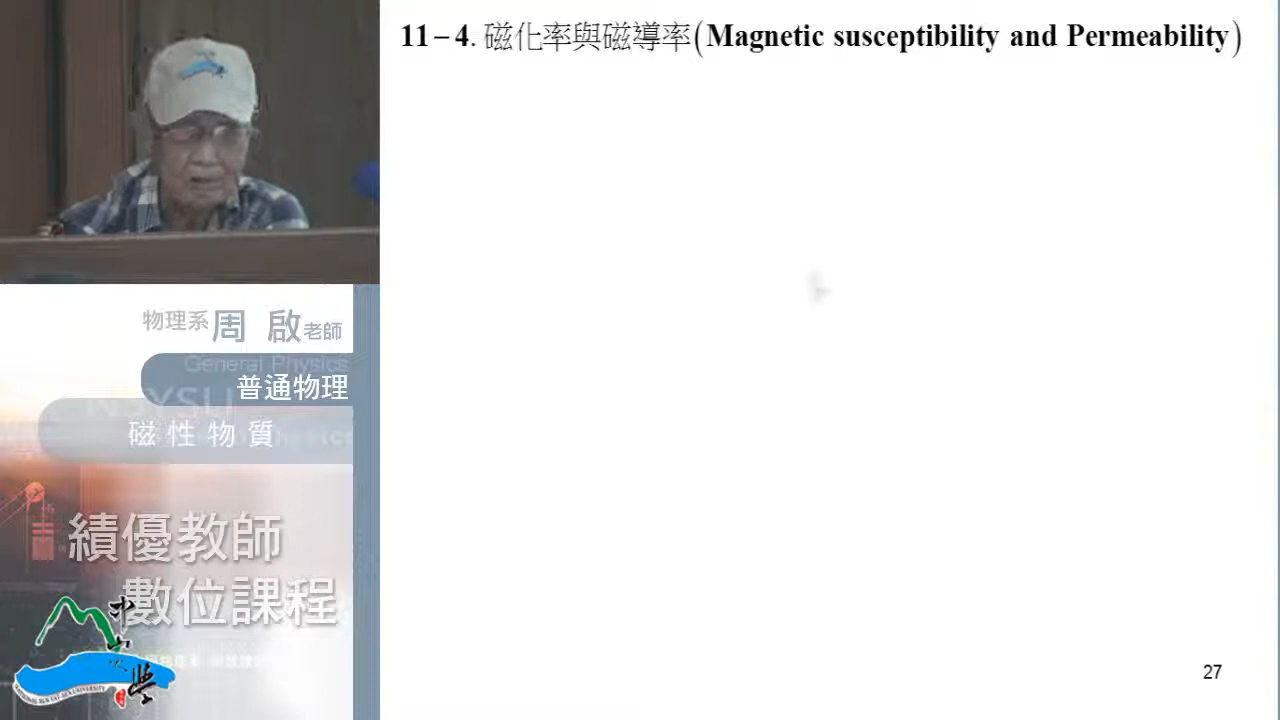 11－4. 磁化率與磁導率(Magnetic susceptibility and Permeability)
物理系周 啟老師
General Physics
普通物理
NSYSU
磁性物質
績優教師
數位課程
27